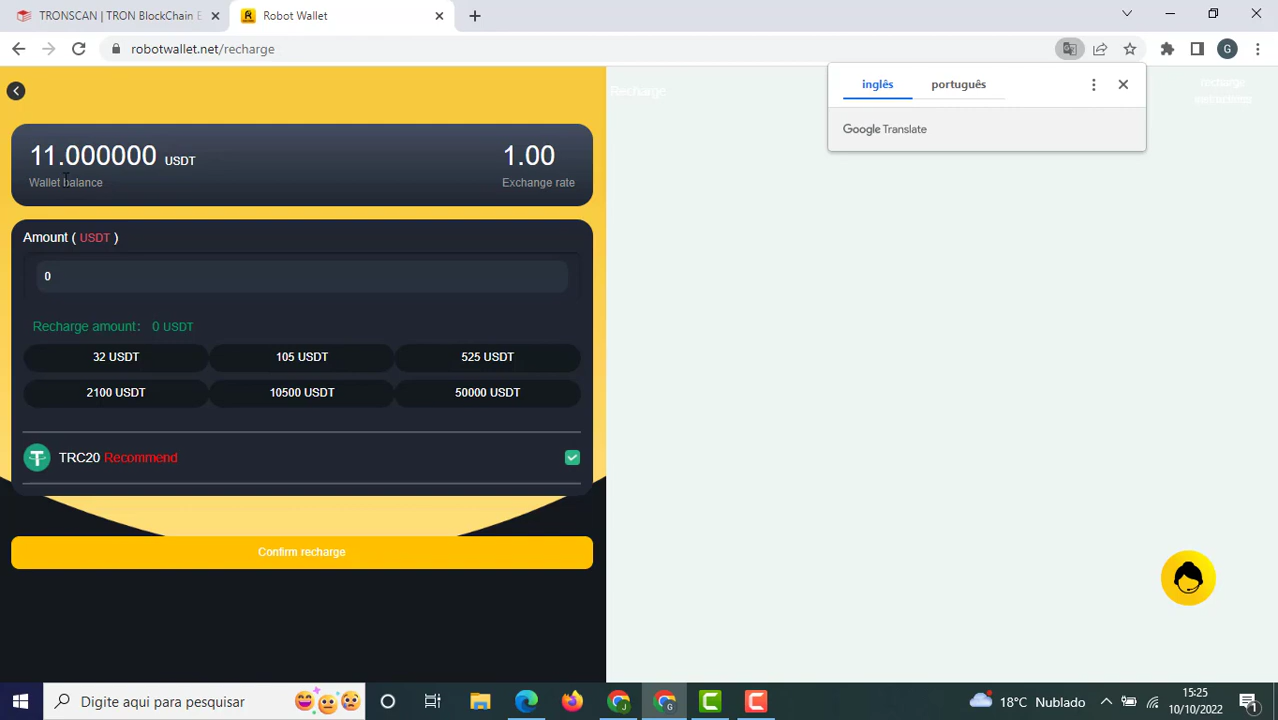 TRONSCAN | TRON BlockChain E
Robot Wallet
robotwallet.net/recharge
Recharge
inglês português
Google Translate
11.000000 USDT
Wallet balance
1.00
Exchange rate
Amount ( USDT )
0
Recharge amount: 0 USDT
32 USDT 105 USDT 525 USDT
2100 USDT 10500 USDT 50000 USDT
TRC20 Recommend
Confirm recharge
Digite aqui para pesquisar
18°C Nublado
15:25
10/10/2022
1